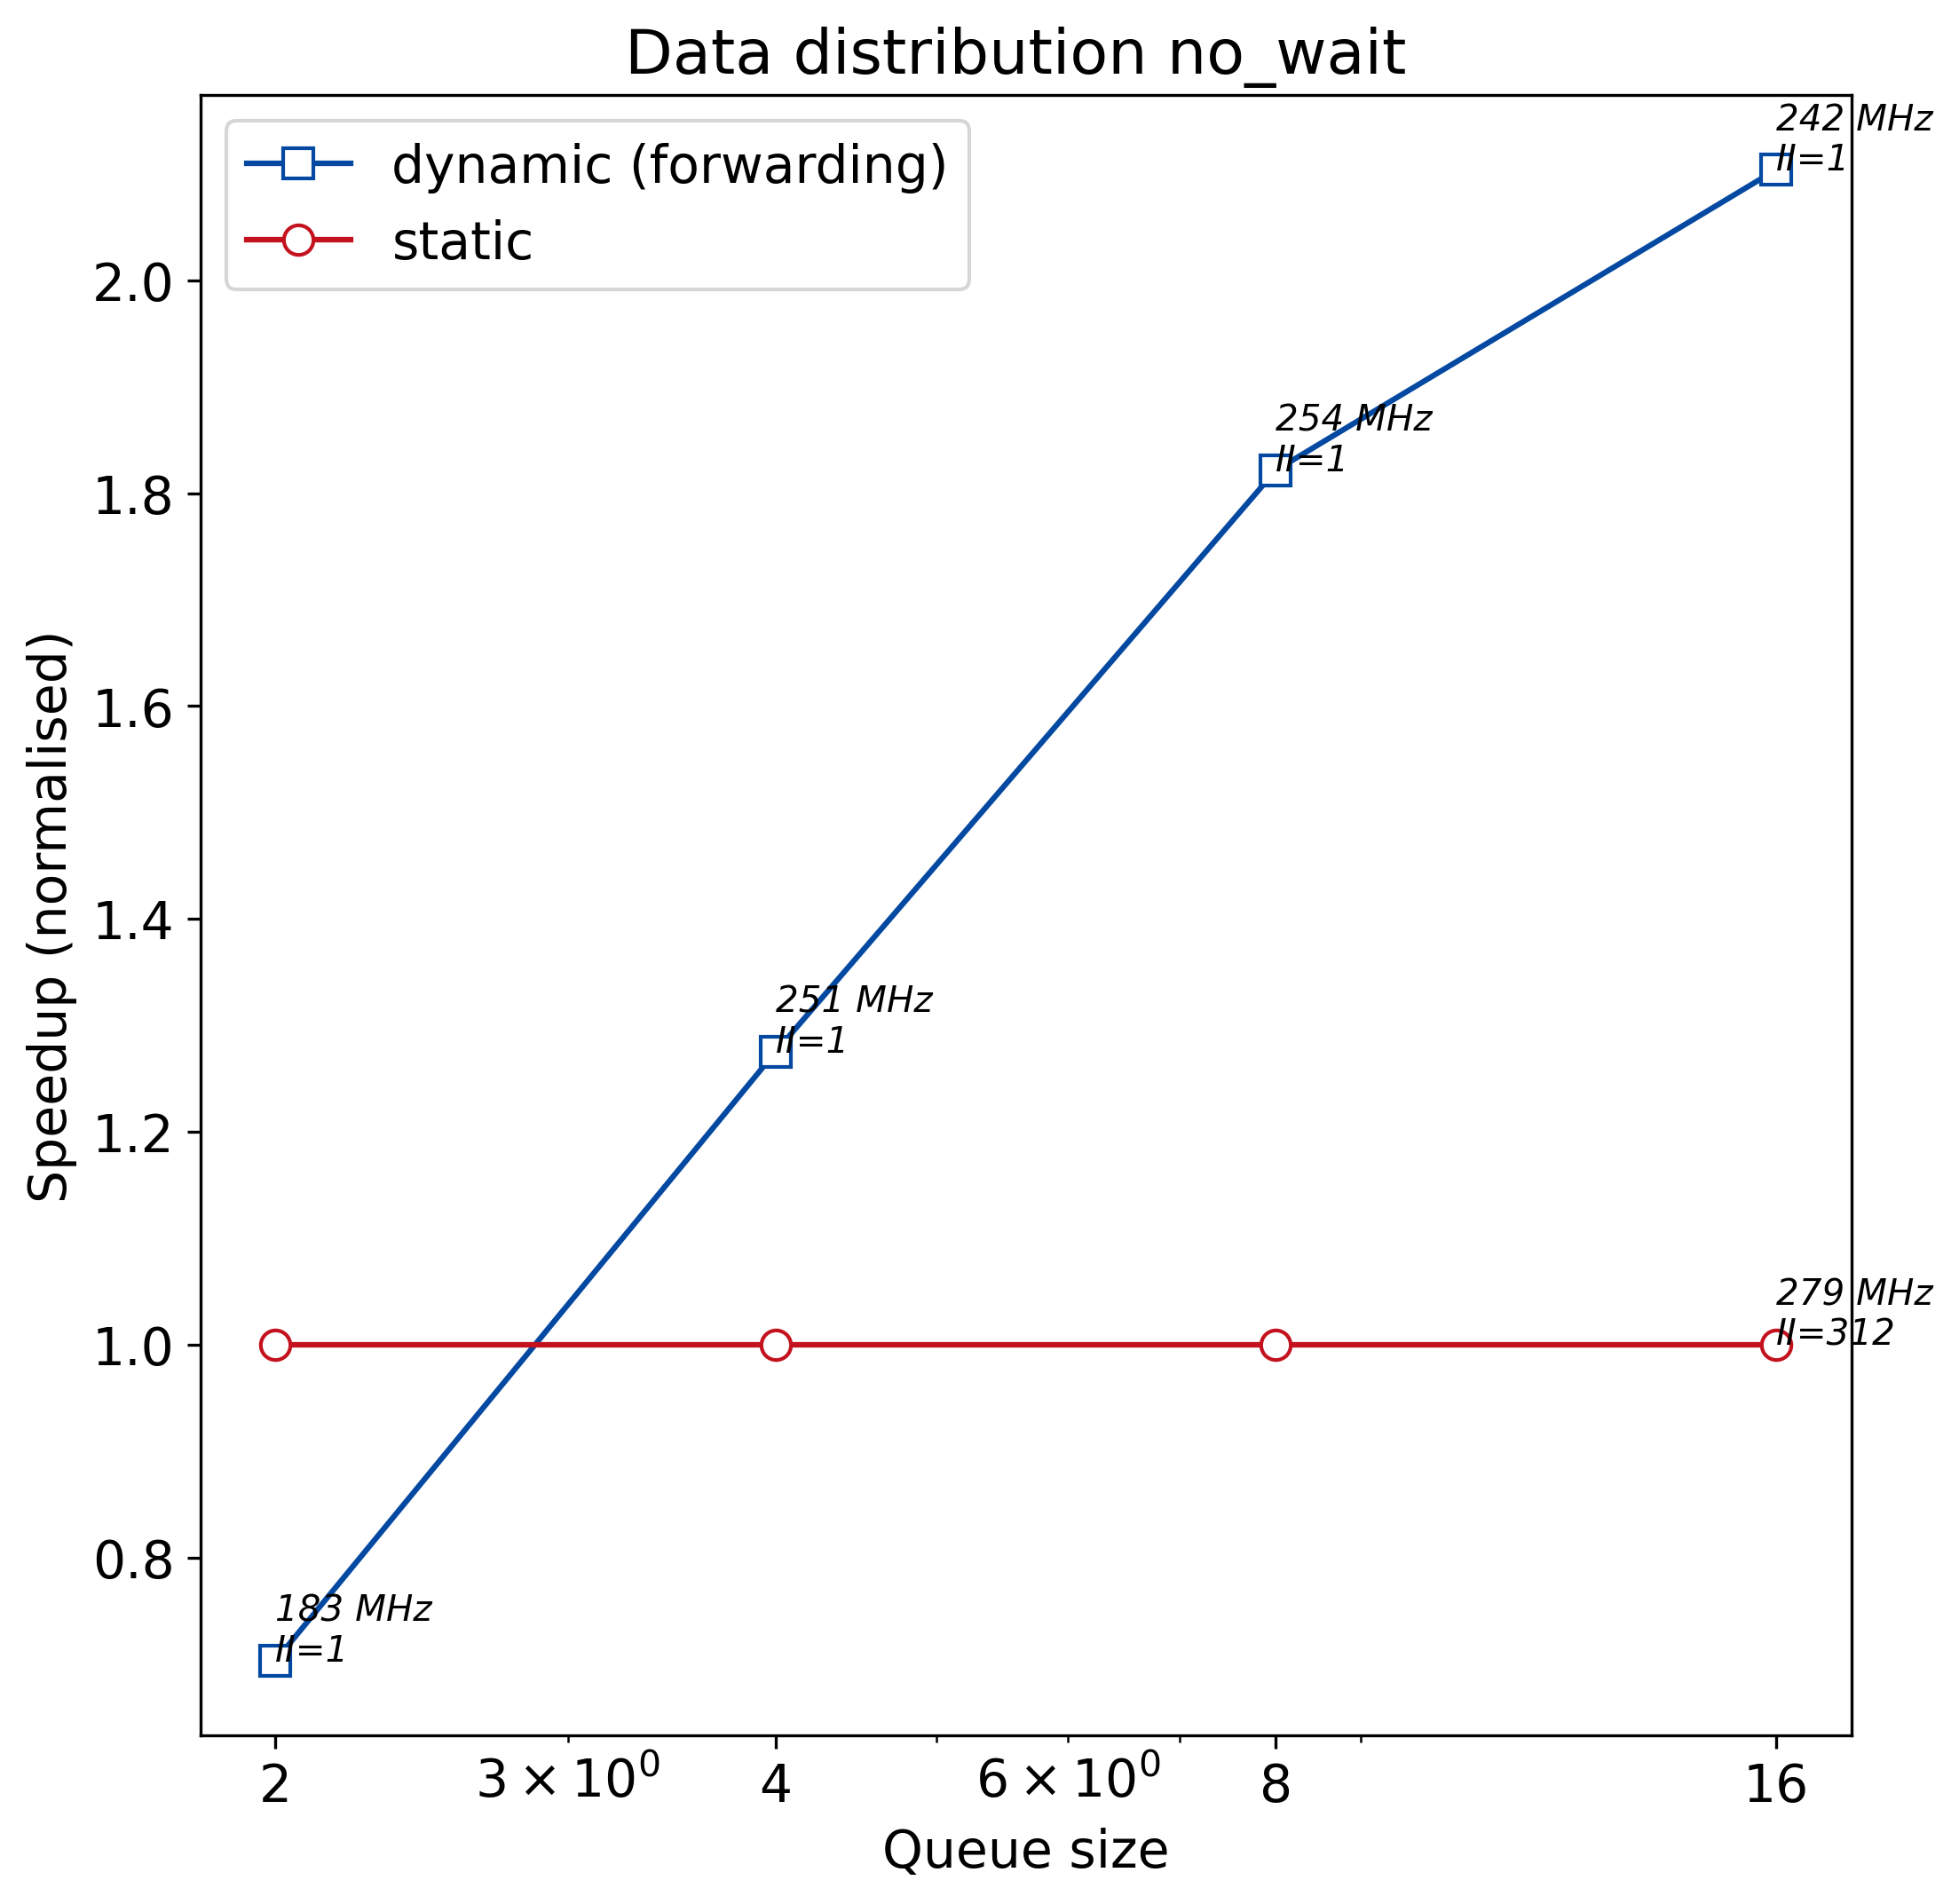 Data distribution no_wait
dynamic (forwarding)
static
242 MHz
II=1
254 MHz
II=1
251 MHz
II=1
279 MHz
II=312
183 MHz
II=1
Speedup (normalised)
2.0
1.8
1.6
1.4
1.2
1.0
0.8
2 3 × 10⁰ 4 6 × 10⁰ 8 16
Queue size